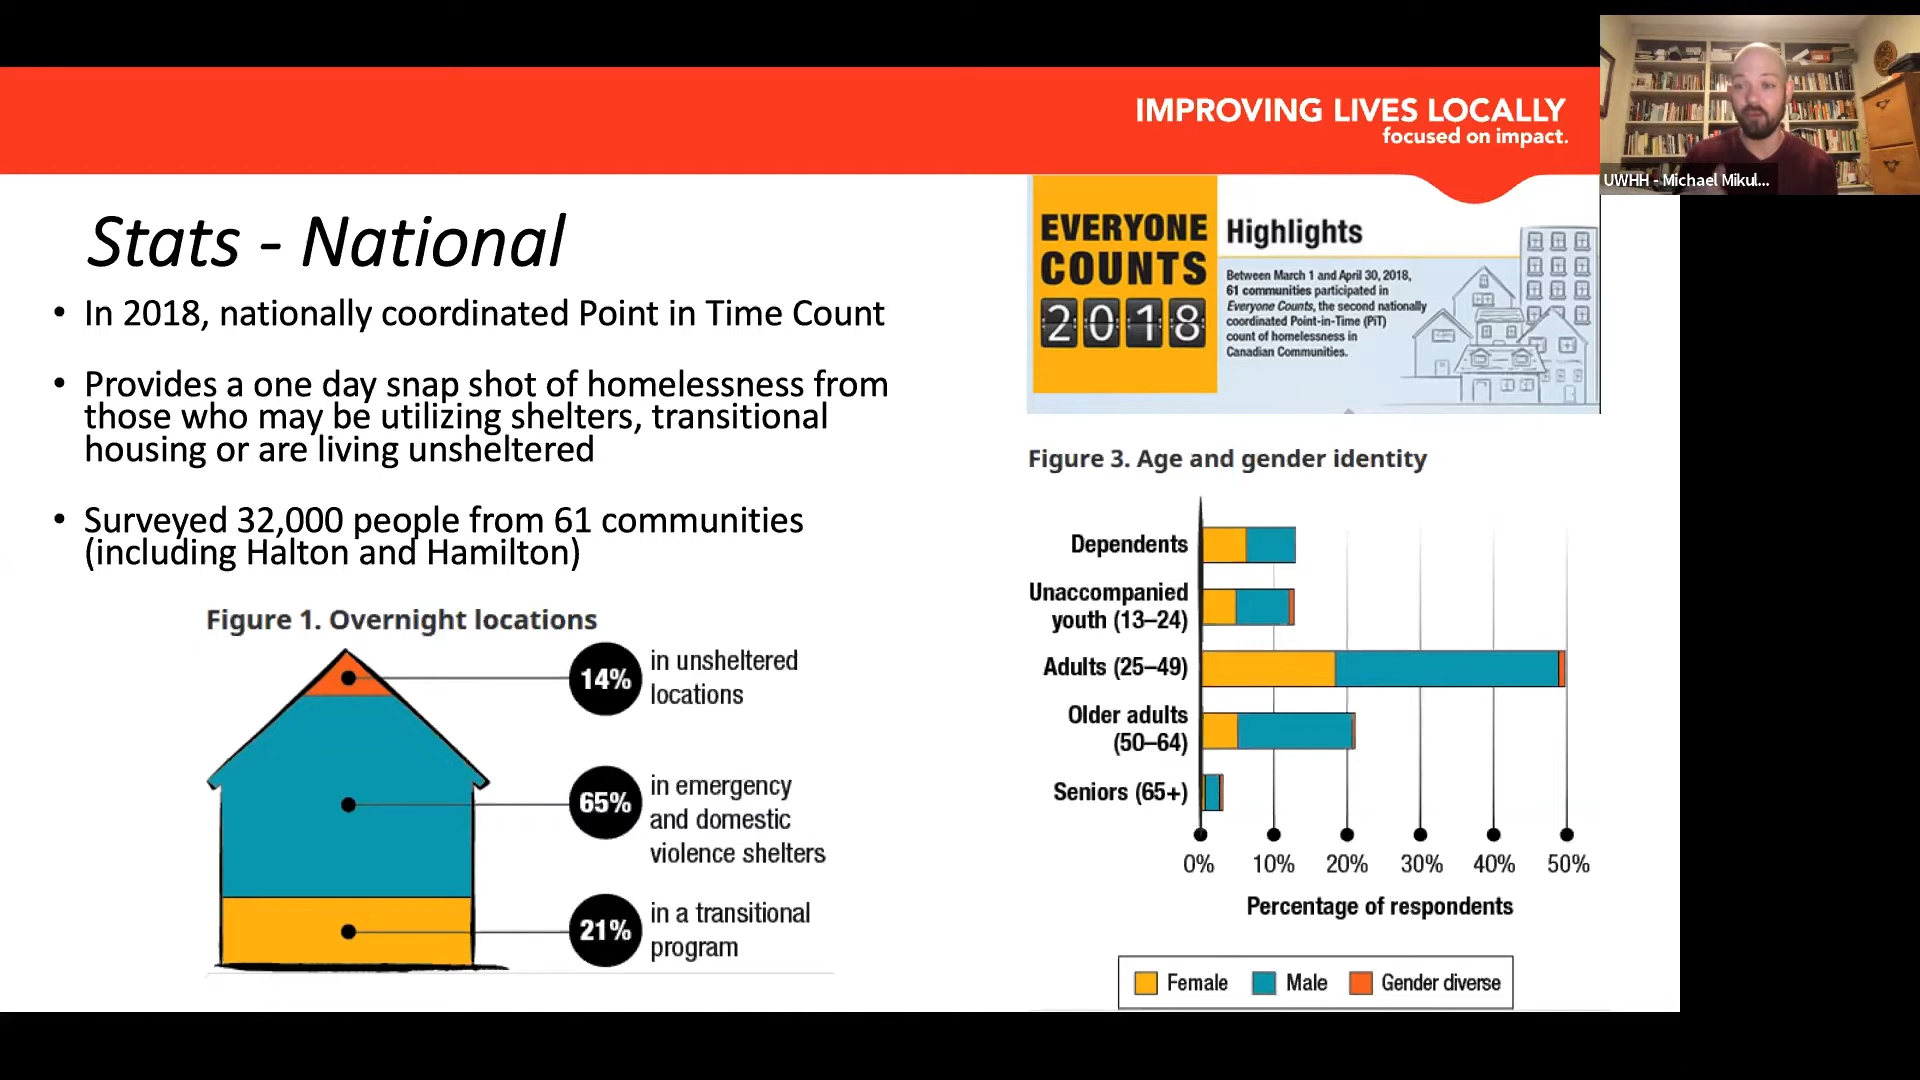 IMPROVING LIVES LOCALLY
focused on impact.
UWHH - Michael Mikul...
Stats - National
• In 2018, nationally coordinated Point in Time Count
• Provides a one day snap shot of homelessness from
those who may be utilizing shelters, transitional
housing or are living unsheltered
• Surveyed 32,000 people from 61 communities
(including Halton and Hamilton)
Figure 1. Overnight locations
14%
in unsheltered
locations
65%
in emergency
and domestic
violence shelters
21%
in a transitional
program
EVERYONE
COUNTS
2018
Highlights
Between March 1 and April 30, 2018,
61 communities participated in
Everyone Counts, the second nationally
coordinated Point-in-Time (PiT)
count of homelessness in
Canadian Communities.
Figure 3. Age and gender identity
Dependents
Unaccompanied
youth (13–24)
Adults (25–49)
Older adults
(50–64)
Seniors (65+)
0% 10% 20% 30% 40% 50%
Percentage of respondents
Female Male Gender diverse